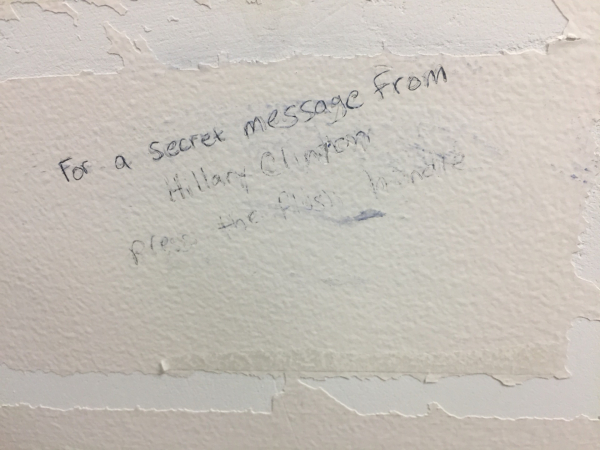 For a secret message From
Hillary Clinton
press the flush handle